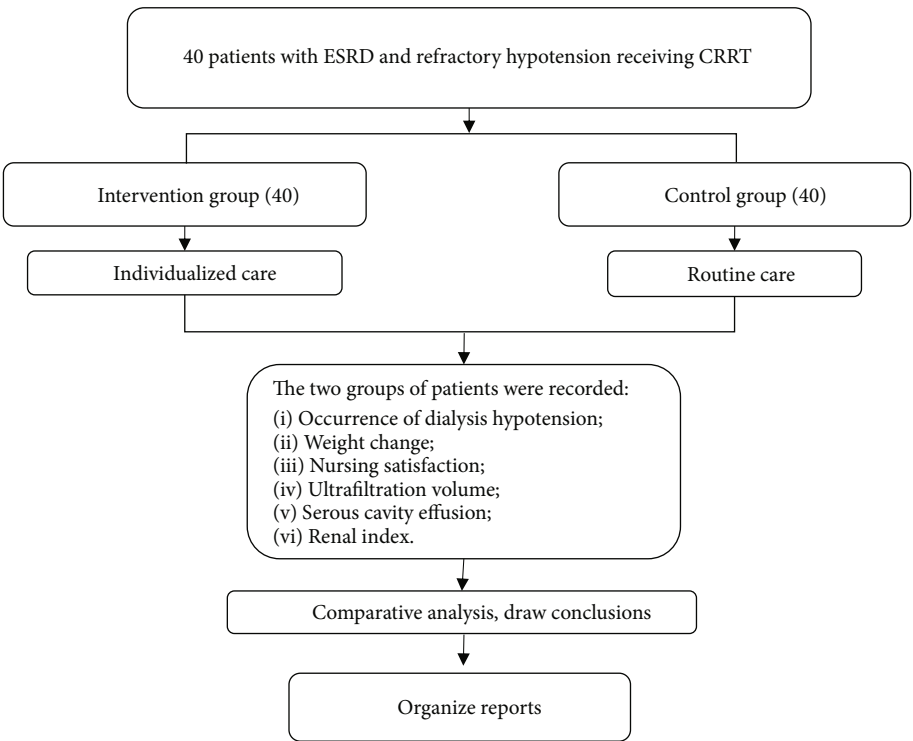 40 patients with ESRD and refractory hypotension receiving CRRT
Intervention group (40)
Control group (40)
Individualized care
Routine care
The two groups of patients were recorded:
(i) Occurrence of dialysis hypotension;
(ii) Weight change;
(iii) Nursing satisfaction;
(iv) Ultrafiltration volume;
(v) Serous cavity effusion;
(vi) Renal index.
Comparative analysis, draw conclusions
Organize reports